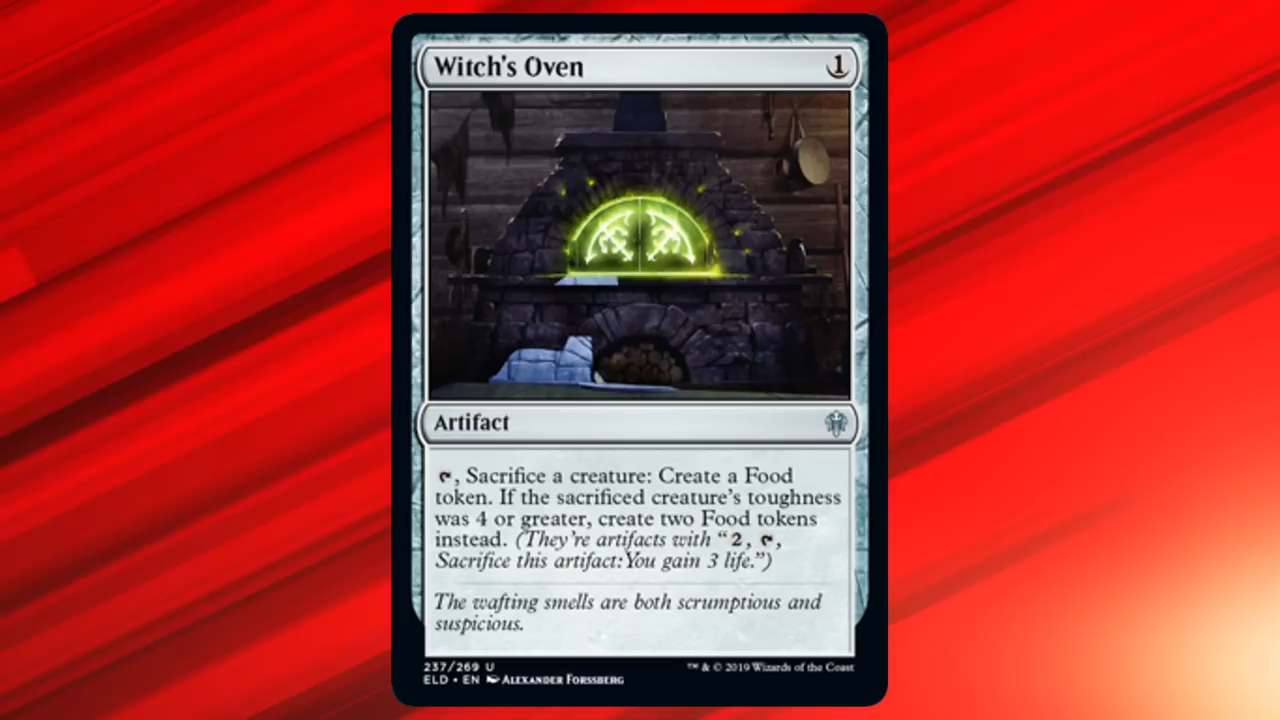 Witch's Oven 1
Artifact
, Sacrifice a creature: Create a Food
token. If the sacrificed creature's toughness
was 4 or greater, create two Food tokens
instead. (They're artifacts with “2, ,
Sacrifice this artifact:You gain 3 life.”)
The wafting smells are both scrumptious and
suspicious.
237/269 U
™ & © 2019 Wizards of the Coast
ELD • EN Alexander Forssberg